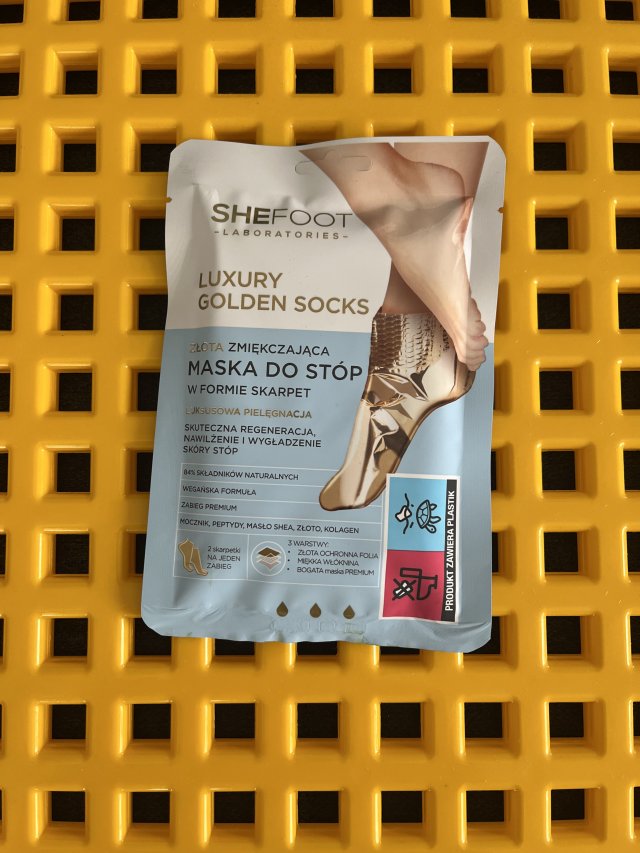 SHEFOOT
-LABORATORIES-
LUXURY
GOLDEN SOCKS
ZŁOTA ZMIĘKCZAJĄCA
MASKA DO STÓP
W FORMIE SKARPET
LUKSUSOWA PIELĘGNACJA
SKUTECZNA REGENERACJA,
NAWILŻENIE I WYGŁADZENIE
SKÓRY STÓP
84% SKŁADNIKÓW NATURALNYCH
WEGAŃSKA FORMUŁA
ZABIEG PREMIUM
MOCZNIK, PEPTYDY, MASŁO SHEA, ZŁOTO, KOLAGEN
2 skarpetki
NA JEDEN
ZABIEG
3 WARSTWY:
• ZŁOTA OCHRONNA FOLIA
• MIĘKKA WŁÓKNINA
• BOGATA maska PREMIUM
PRODUKT ZAWIERA PLASTIK